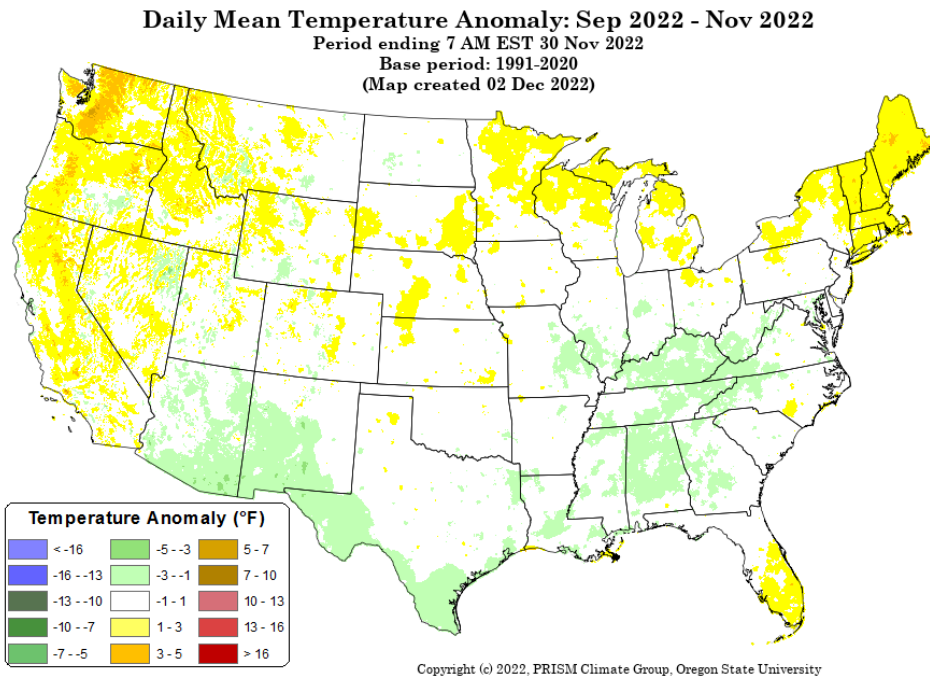 Daily Mean Temperature Anomaly: Sep 2022 - Nov 2022
Period ending 7 AM EST 30 Nov 2022
Base period: 1991-2020
(Map created 02 Dec 2022)
Temperature Anomaly (°F)
< -16
-16 - -13
-13 - -10
-10 - -7
-7 - -5
-5 - -3
-3 - -1
-1 - 1
1 - 3
3 - 5
5 - 7
7 - 10
10 - 13
13 - 16
> 16
Copyright (c) 2022, PRISM Climate Group, Oregon State University